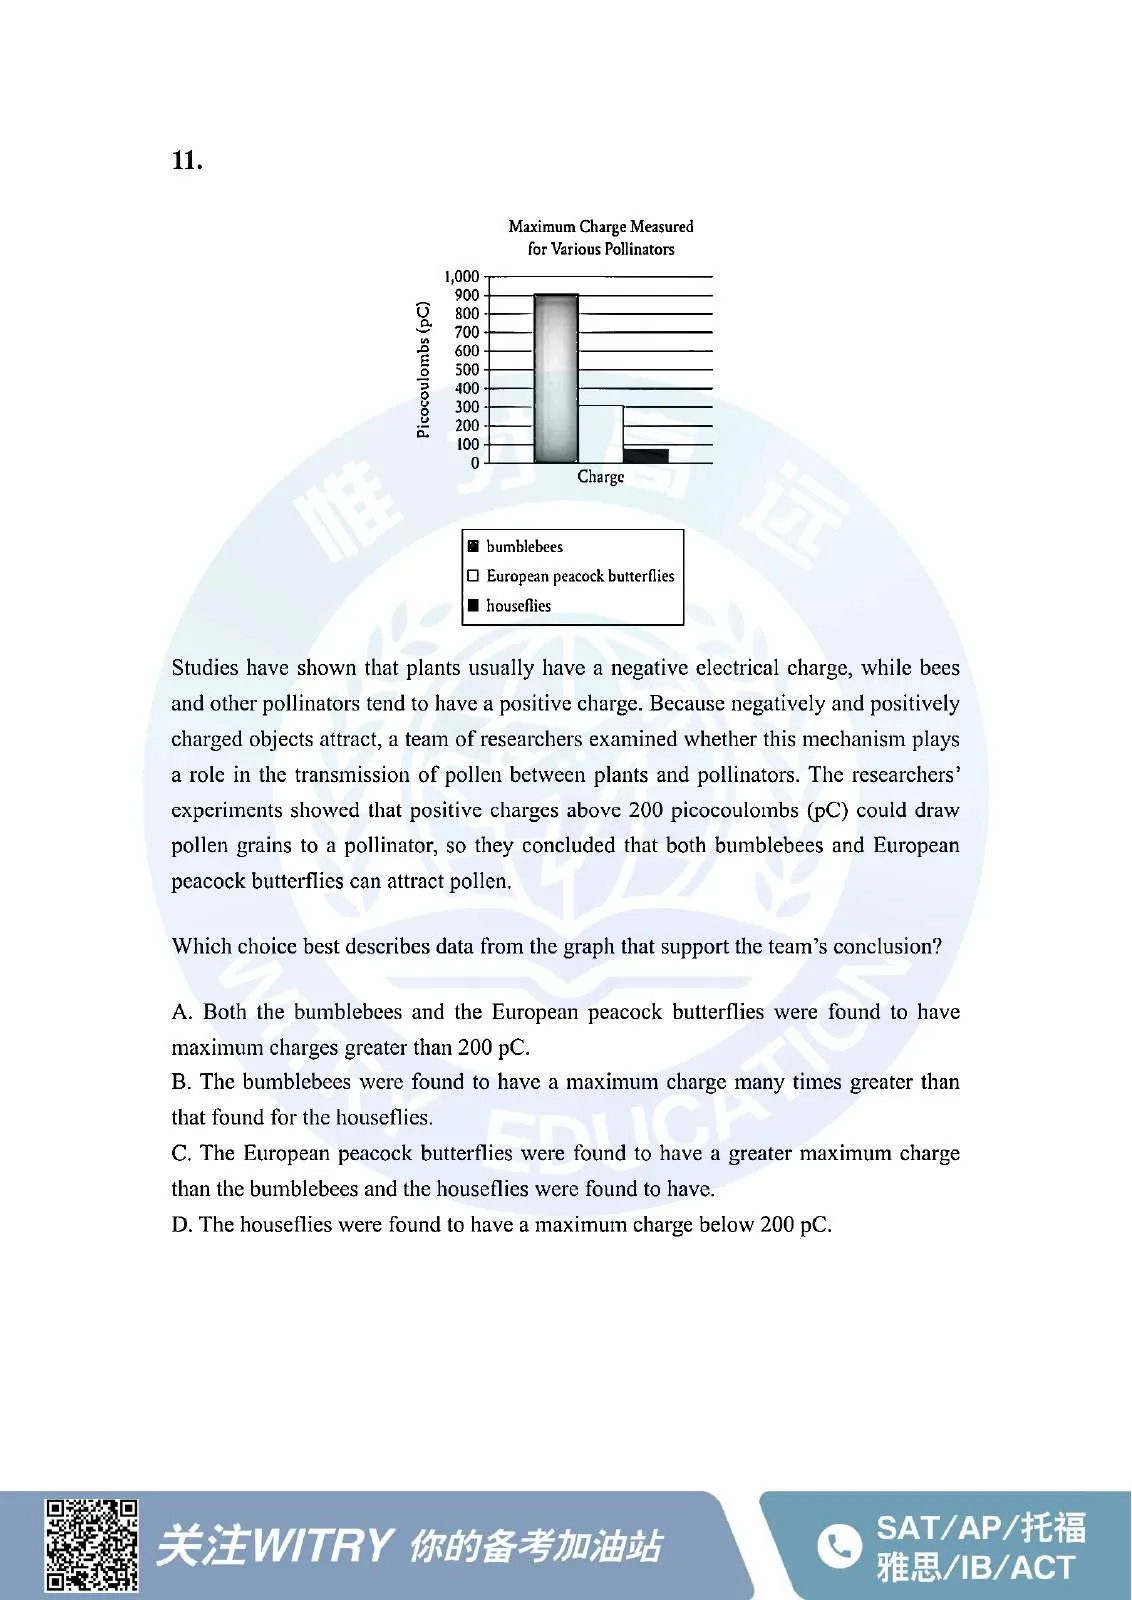 11.
Maximum Charge Measured
for Various Pollinators
1,000
900
800
700
600
500
400
300
200
100
0
Picocoulombs (pC)
Charge
bumblebees
European peacock butterflies
houseflies
Studies have shown that plants usually have a negative electrical charge, while bees
and other pollinators tend to have a positive charge. Because negatively and positively
charged objects attract, a team of researchers examined whether this mechanism plays
a role in the transmission of pollen between plants and pollinators. The researchers’
experiments showed that positive charges above 200 picocoulombs (pC) could draw
pollen grains to a pollinator, so they concluded that both bumblebees and European
peacock butterflies can attract pollen.
Which choice best describes data from the graph that support the team’s conclusion?
A. Both the bumblebees and the European peacock butterflies were found to have
maximum charges greater than 200 pC.
B. The bumblebees were found to have a maximum charge many times greater than
that found for the houseflies.
C. The European peacock butterflies were found to have a greater maximum charge
than the bumblebees and the houseflies were found to have.
D. The houseflies were found to have a maximum charge below 200 pC.
惟世高远
WITRY EDUCATION
关注WITRY 你的备考加油站
SAT/AP/托福
雅思/IB/ACT